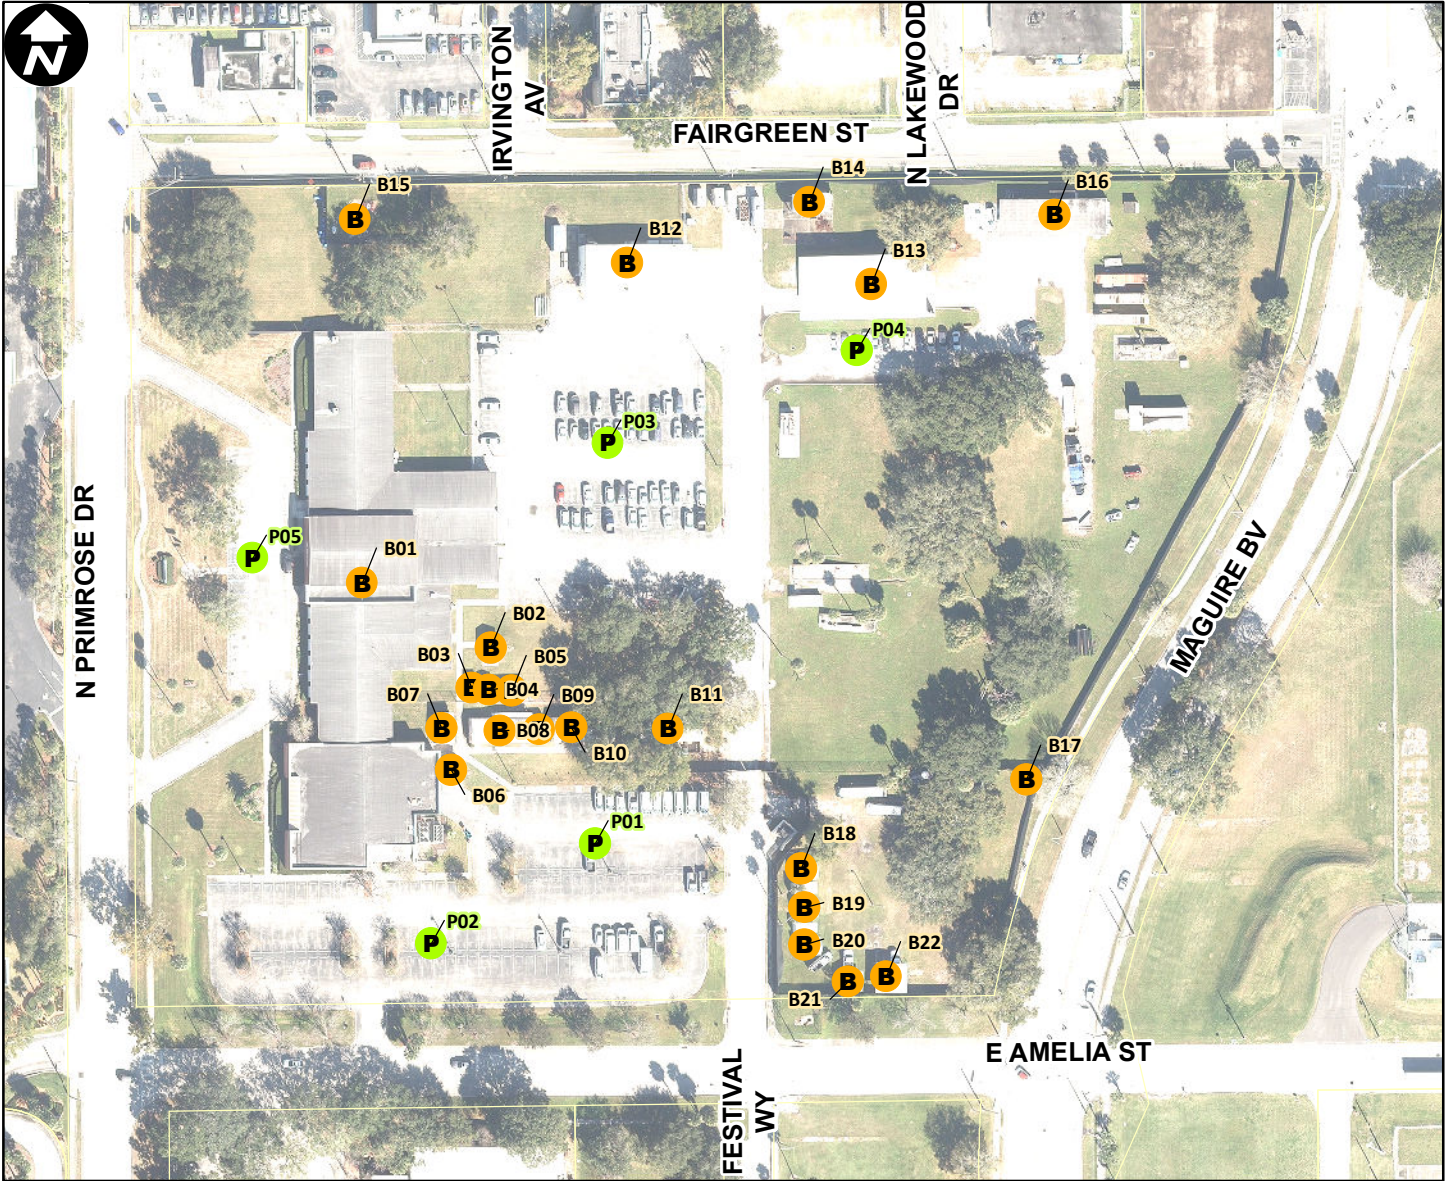 N
IRVINGTON
AV
N LAKEWOOD
DR
FAIRGREEN ST
B B15
B B14
B B16
B B12
B B13
P P04
P P03
P P05
B B01
N PRIMROSE DR
MAGUIRE BV
B B02
B B03
B B04
B05
B B07
B B08
B09
B B10
B B11
B B06
B B17
P P01
B B18
B B19
B B20
P P02
B B22
B B21
E AMELIA ST
FESTIVAL
WY